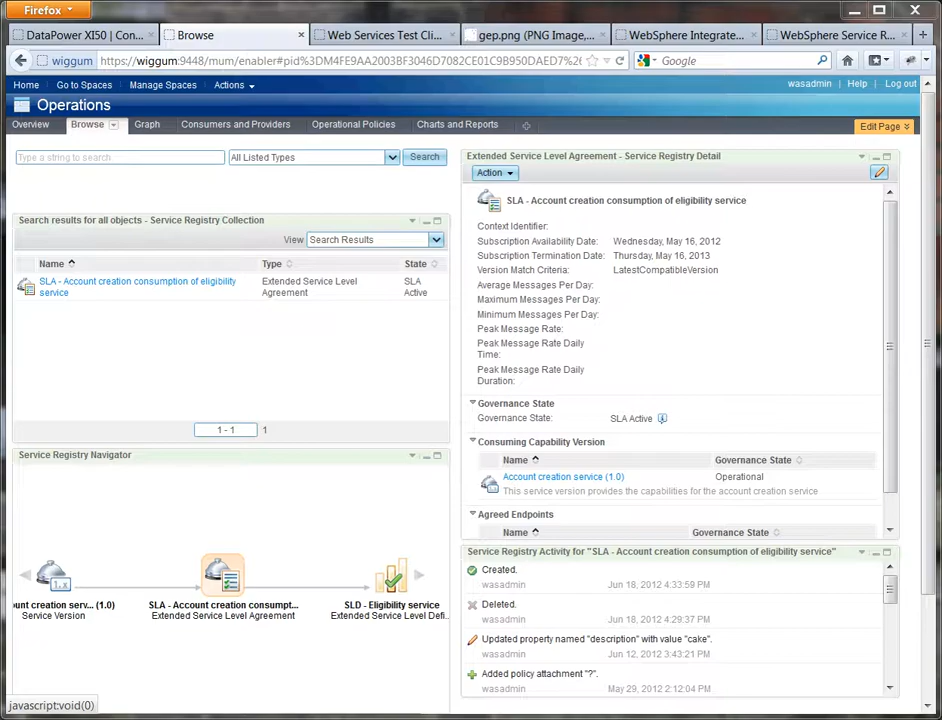 Firefox
DataPower XI50 | Con...
Browse
Web Services Test Cli...
gep.png (PNG Image,...
WebSphere Integrate...
WebSphere Service R...
wiggum
https://wiggum:9448/mum/enabler#pid%3DM4FE9AA2003BF3046D7082CE01C9B950DAED7%26
Google
Home
Go to Spaces
Manage Spaces
Actions
wasadmin
Help
Log out
Operations
Overview
Browse
Graph
Consumers and Providers
Operational Policies
Charts and Reports
Edit Page
Type a string to search
All Listed Types
Search
Search results for all objects - Service Registry Collection
View
Search Results
Name
Type
State
SLA - Account creation consumption of eligibility
service
Extended Service Level
Agreement
SLA
Active
1 - 1
1
Service Registry Navigator
unt creation serv... (1.0)
Service Version
SLA - Account creation consumpt...
Extended Service Level Agreement
SLD - Eligibility service
Extended Service Level Defi...
Extended Service Level Agreement - Service Registry Detail
Action
SLA - Account creation consumption of eligibility service
Context Identifier:
Subscription Availability Date: Wednesday, May 16, 2012
Subscription Termination Date: Thursday, May 16, 2013
Version Match Criteria: LatestCompatibleVersion
Average Messages Per Day:
Maximum Messages Per Day:
Minimum Messages Per Day:
Peak Message Rate:
Peak Message Rate Daily
Time:
Peak Message Rate Daily
Duration:
Governance State
Governance State: SLA Active
Consuming Capability Version
Name
Governance State
Account creation service (1.0)
Operational
This service version provides the capabilities for the account creation service
Agreed Endpoints
Name
Governance State
Service Registry Activity for "SLA - Account creation consumption of eligibility service"
Created.
wasadmin
Jun 18, 2012 4:33:59 PM
Deleted.
wasadmin
Jun 18, 2012 4:29:37 PM
Updated property named "description" with value "cake".
wasadmin
Jun 12, 2012 3:43:21 PM
Added policy attachment "?".
wasadmin
May 29, 2012 2:12:04 PM
javascript:void(0)